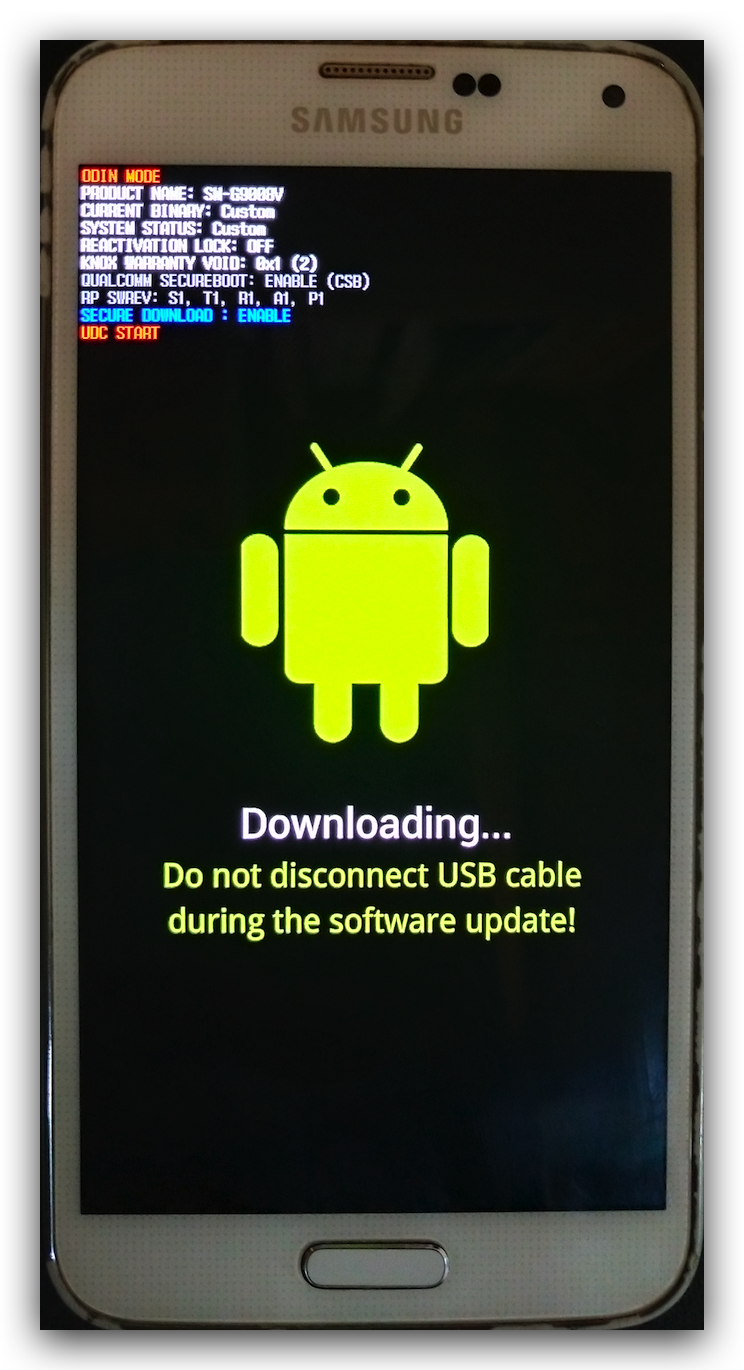 SAMSUNG
ODIN MODE
PRODUCT NAME: SM-G9008V
CURRENT BINARY: Custom
SYSTEM STATUS: Custom
REACTIVATION LOCK: OFF
KNOX WARRANTY VOID: 0x1 (2)
QUALCOMM SECUREBOOT: ENABLE (CSB)
RP SWREV: S1, T1, R1, A1, P1
SECURE DOWNLOAD : ENABLE
UDC START
Downloading...
Do not disconnect USB cable
during the software update!